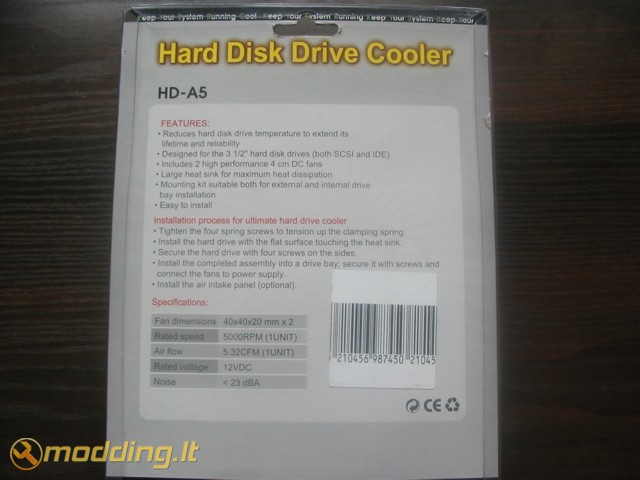 Keep Your System Running Cool Keep Your System Running Keep Your System Running Cool
Hard Disk Drive Cooler
HD-A5
FEATURES:
• Reduces hard disk drive temperature to extend its
lifetime and reliability
• Designed for the 3 1/2" hard disk drives (both SCSI and IDE)
• Includes 2 high performance 4 cm DC fans
• Large heat sink for maximum heat dissipation
• Mounting kit suitable both for external and internal drive
bay installation
• Easy to install
Installation process for ultimate hard drive cooler
• Tighten the four spring screws to tension up the clamping spring.
• Install the hard drive with the flat surface touching the heat sink.
• Secure the hard drive with four screws on the sides.
• Install the completed assembly into a drive bay; secure it with screws and
connect the fans to power supply.
• Install the air intake panel (optional).
Specifications:
Fan dimensions 40x40x20 mm x 2
Rated speed 5000RPM (1UNIT)
Air flow 5.32CFM (1UNIT)
Rated voltage 12VDC
Noise < 23 dBA
210456 987450 21045
CE
modding.lt